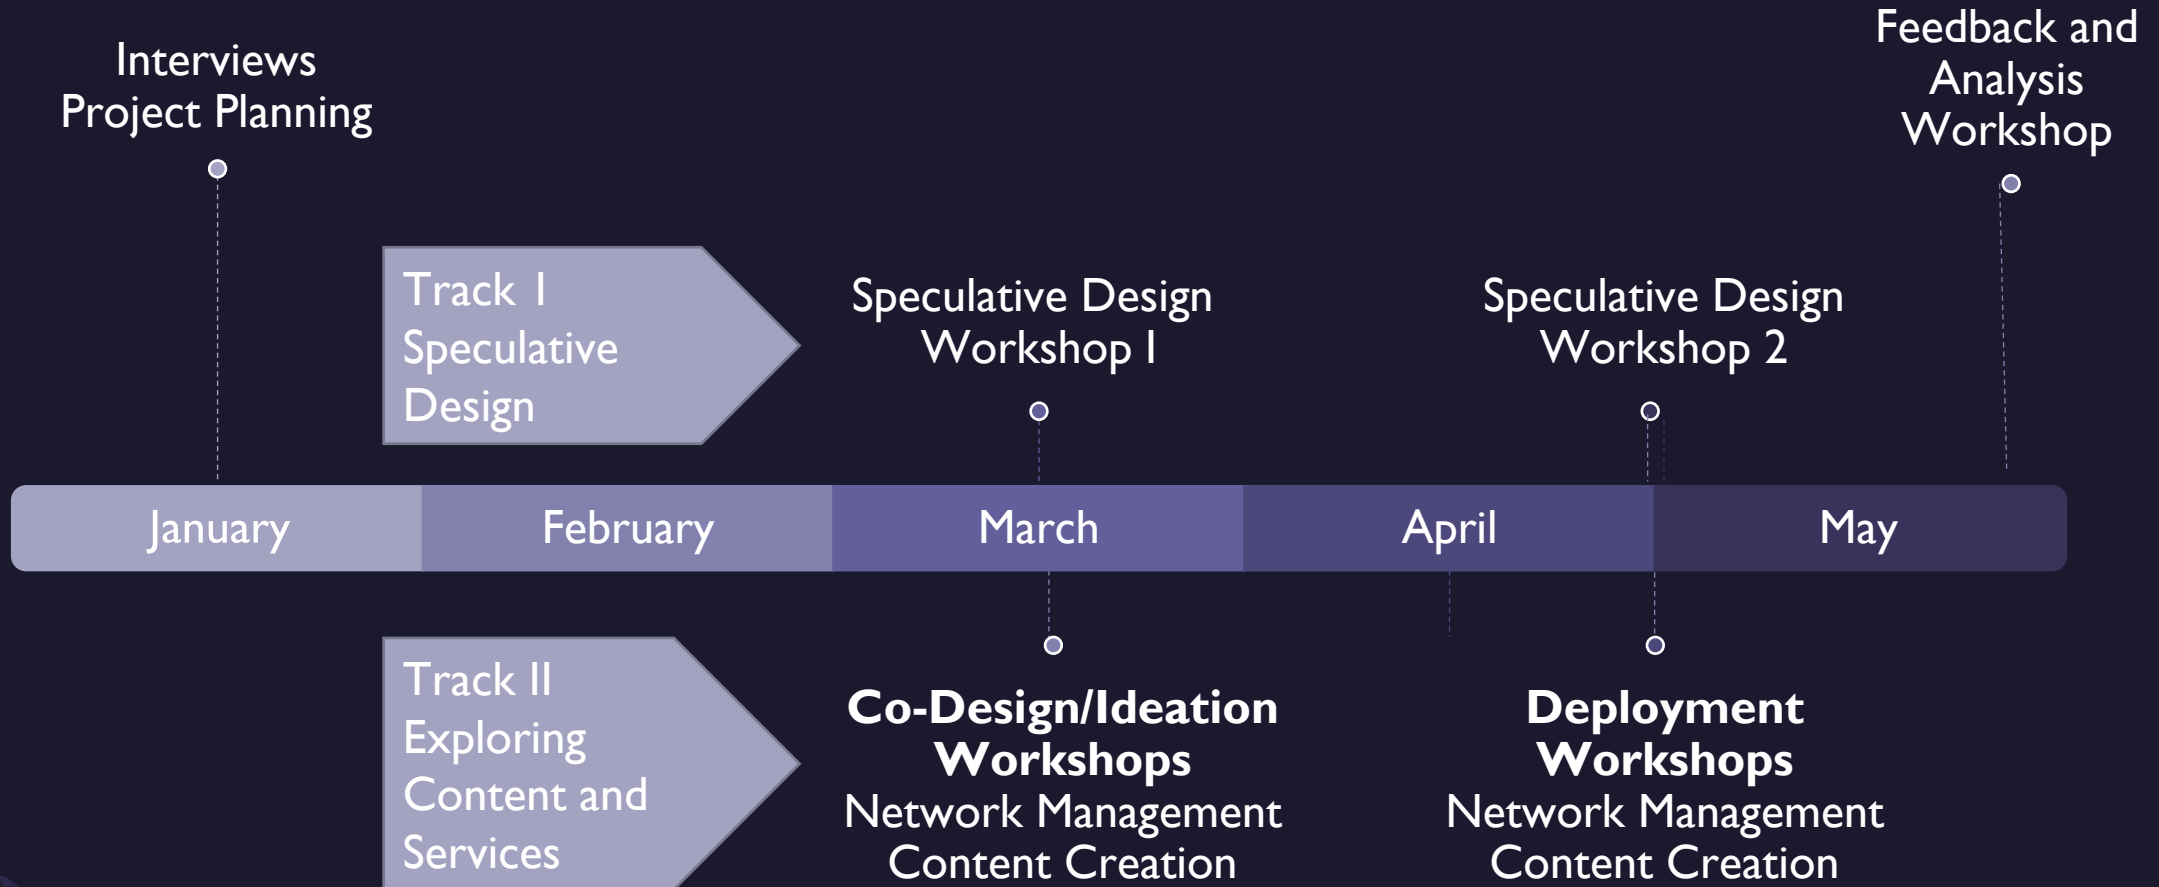 Interviews
Project Planning
Feedback and
Analysis
Workshop
Track 1
Speculative
Design
Speculative Design
Workshop I
Speculative Design
Workshop 2
January
February
March
April
May
Track II
Exploring
Content and
Services
Co-Design/Ideation
Workshops
Network Management
Content Creation
Deployment
Workshops
Network Management
Content Creation